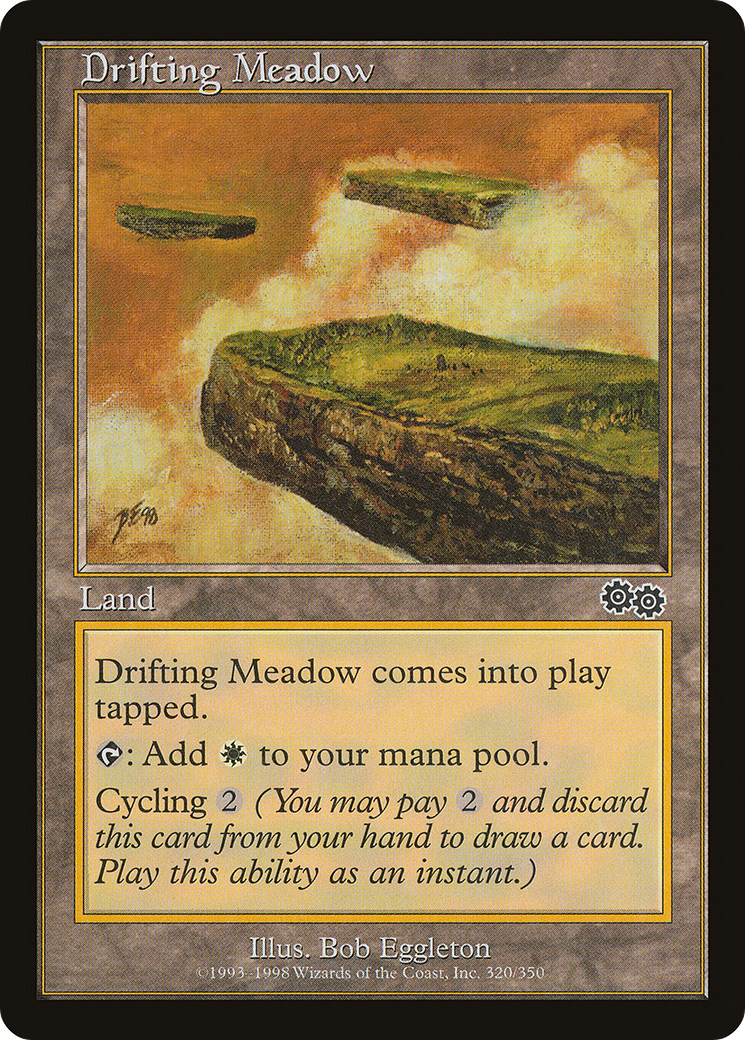 Drifting Meadow
BE98
Land
Drifting Meadow comes into play
tapped.
: Add to your mana pool.
Cycling 2 (You may pay 2 and discard
this card from your hand to draw a card.
Play this ability as an instant.)
Illus. Bob Eggleton
©1993-1998 Wizards of the Coast, Inc. 320/350